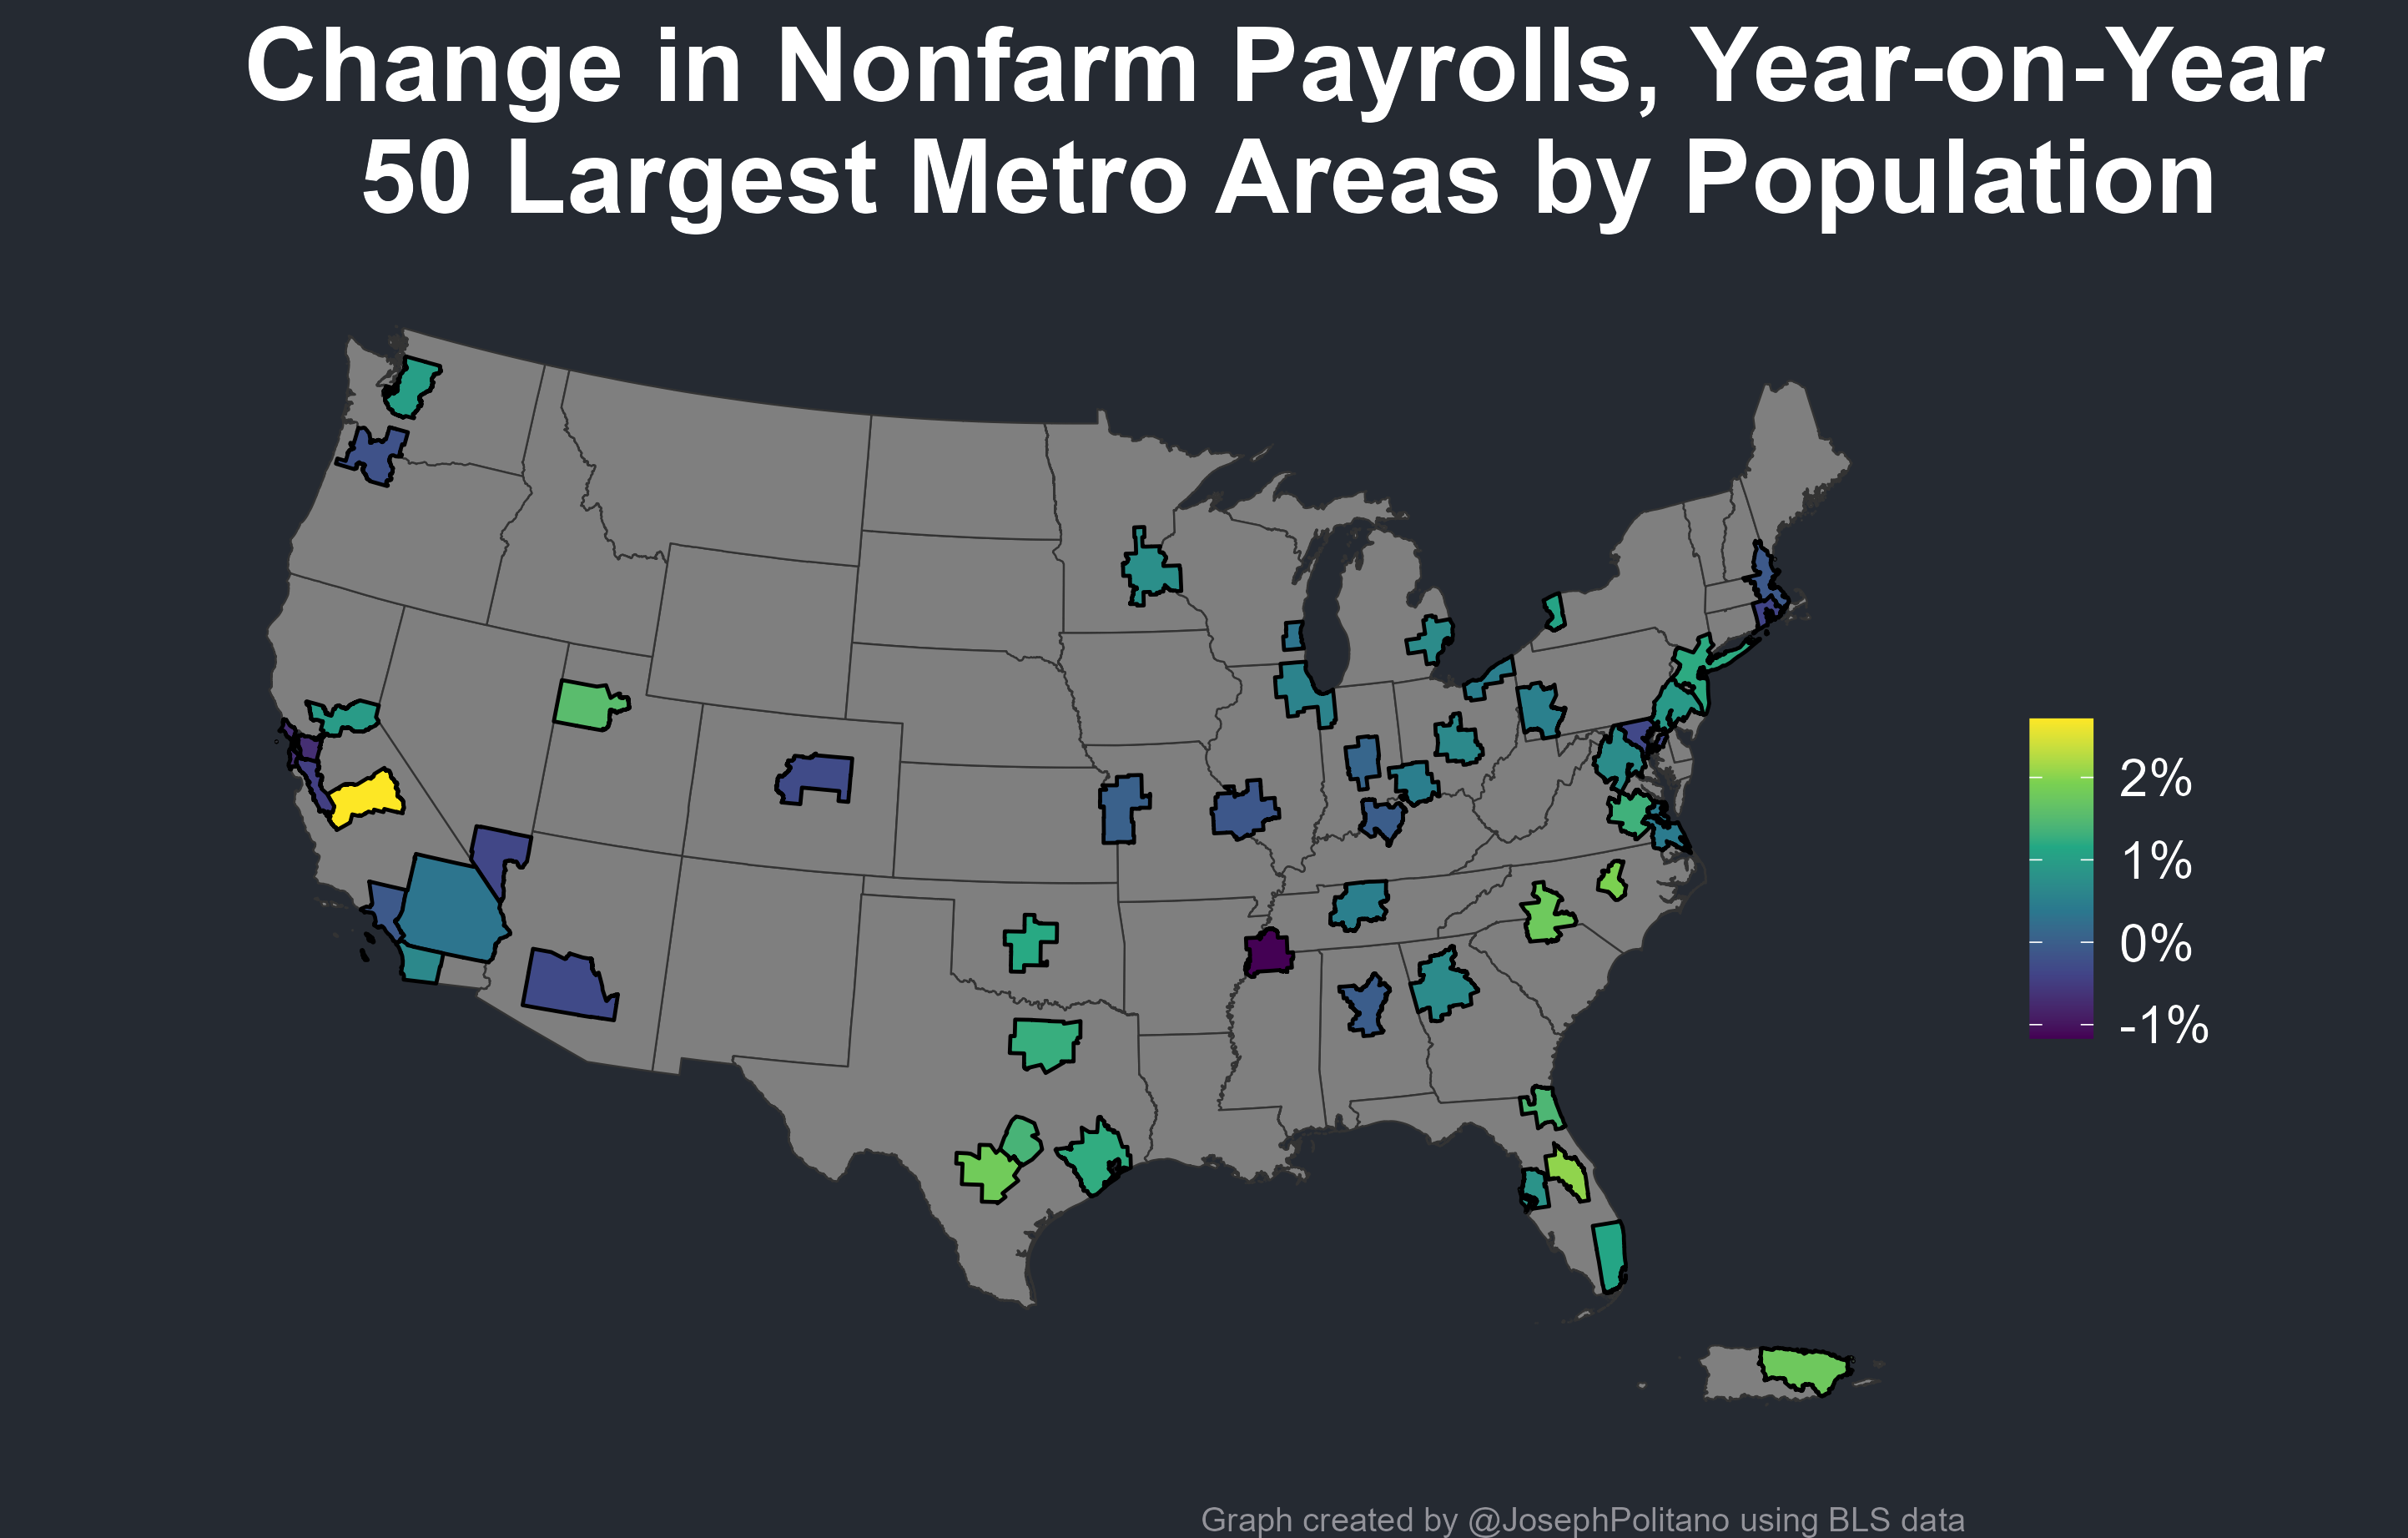 Change in Nonfarm Payrolls, Year-on-Year
50 Largest Metro Areas by Population
2%
1%
0%
-1%
Graph created by @JosephPolitano using BLS data